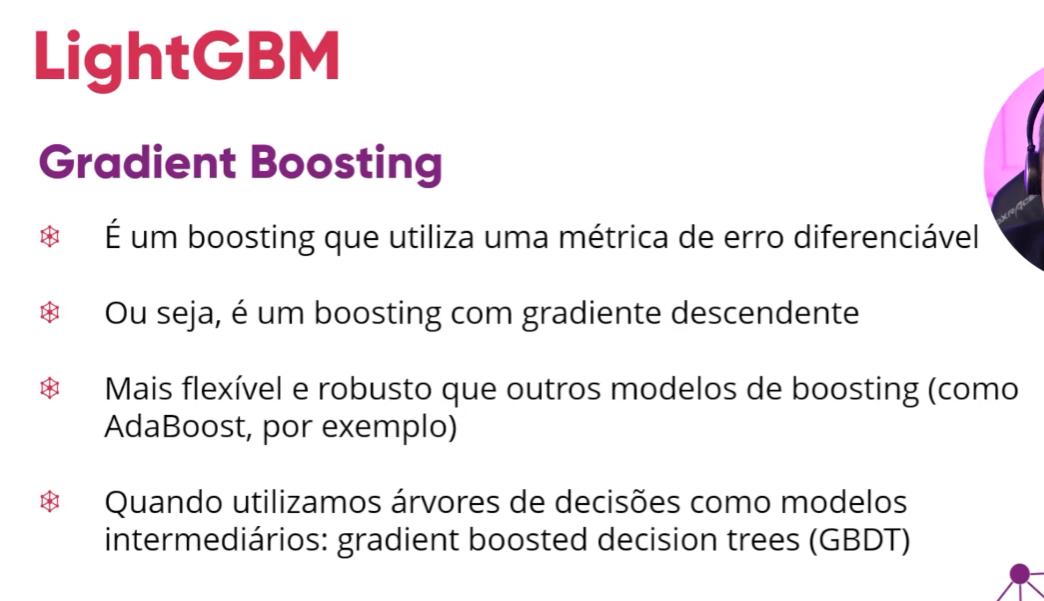 LightGBM
Gradient Boosting
É um boosting que utiliza uma métrica de erro diferenciável
Ou seja, é um boosting com gradiente descendente
Mais flexível e robusto que outros modelos de boosting (como
AdaBoost, por exemplo)
Quando utilizamos árvores de decisões como modelos
intermediários: gradient boosted decision trees (GBDT)